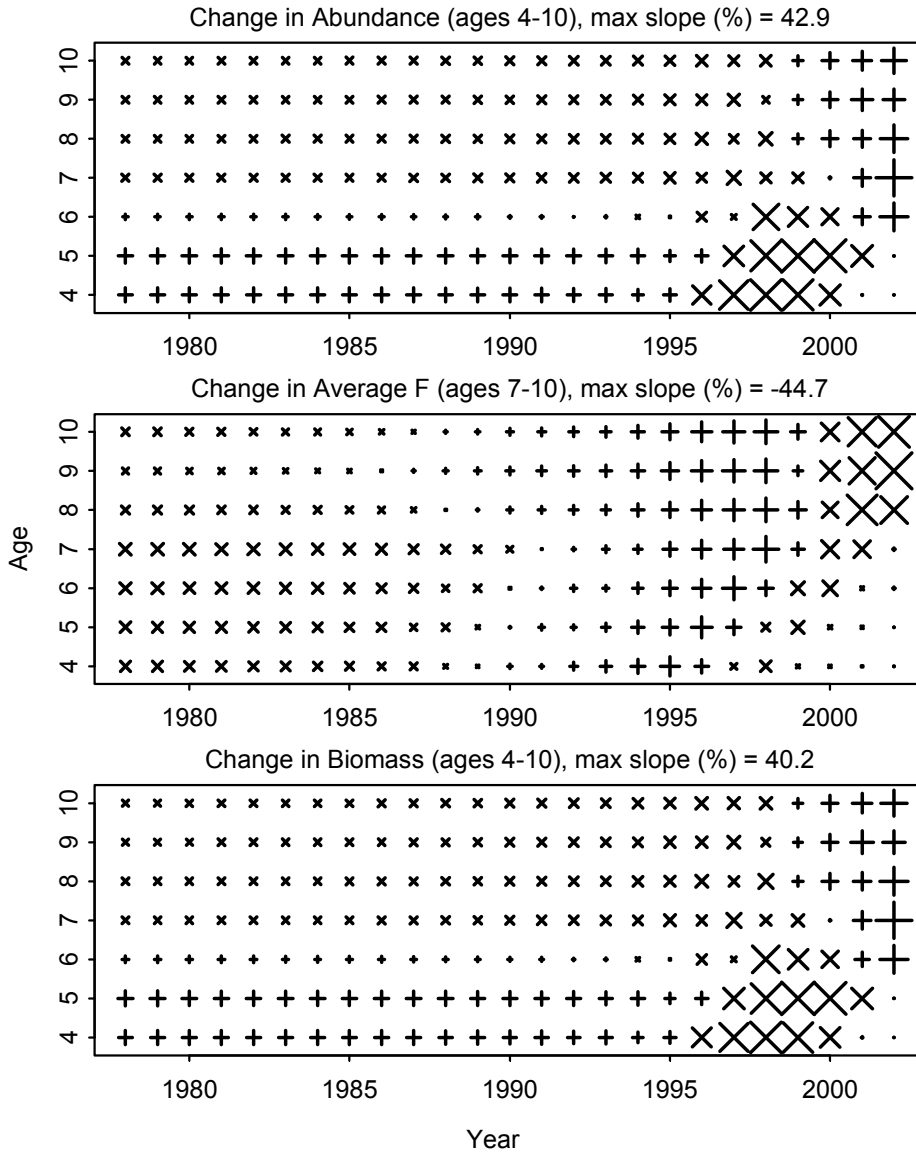 Change in Abundance (ages 4-10), max slope (%) = 42.9
10
9
8
7
6
5
4
1980 1985 1990 1995 2000
Change in Average F (ages 7-10), max slope (%) = -44.7
Age
10
9
8
7
6
5
4
1980 1985 1990 1995 2000
Change in Biomass (ages 4-10), max slope (%) = 40.2
10
9
8
7
6
5
4
1980 1985 1990 1995 2000
Year